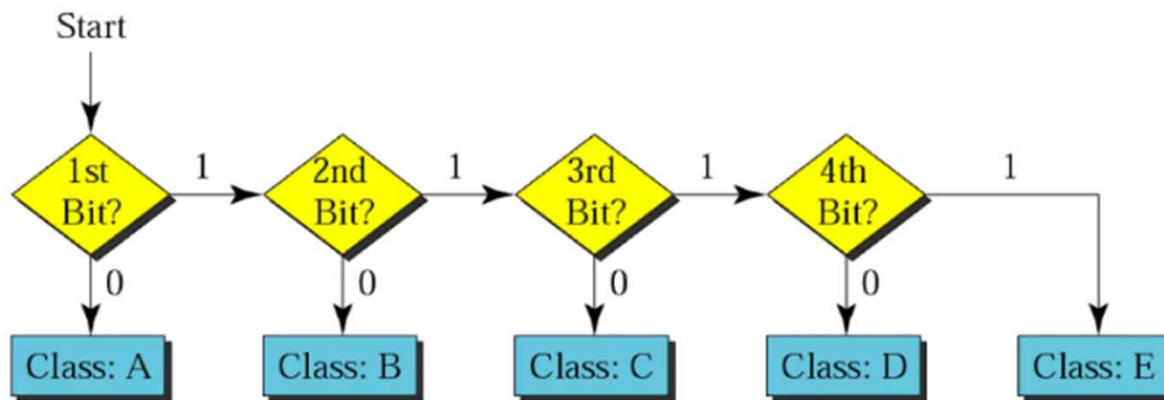 Start
1st
Bit?
1
2nd
Bit?
1
3rd
Bit?
1
4th
Bit?
1
0
0
0
0
Class: A
Class: B
Class: C
Class: D
Class: E